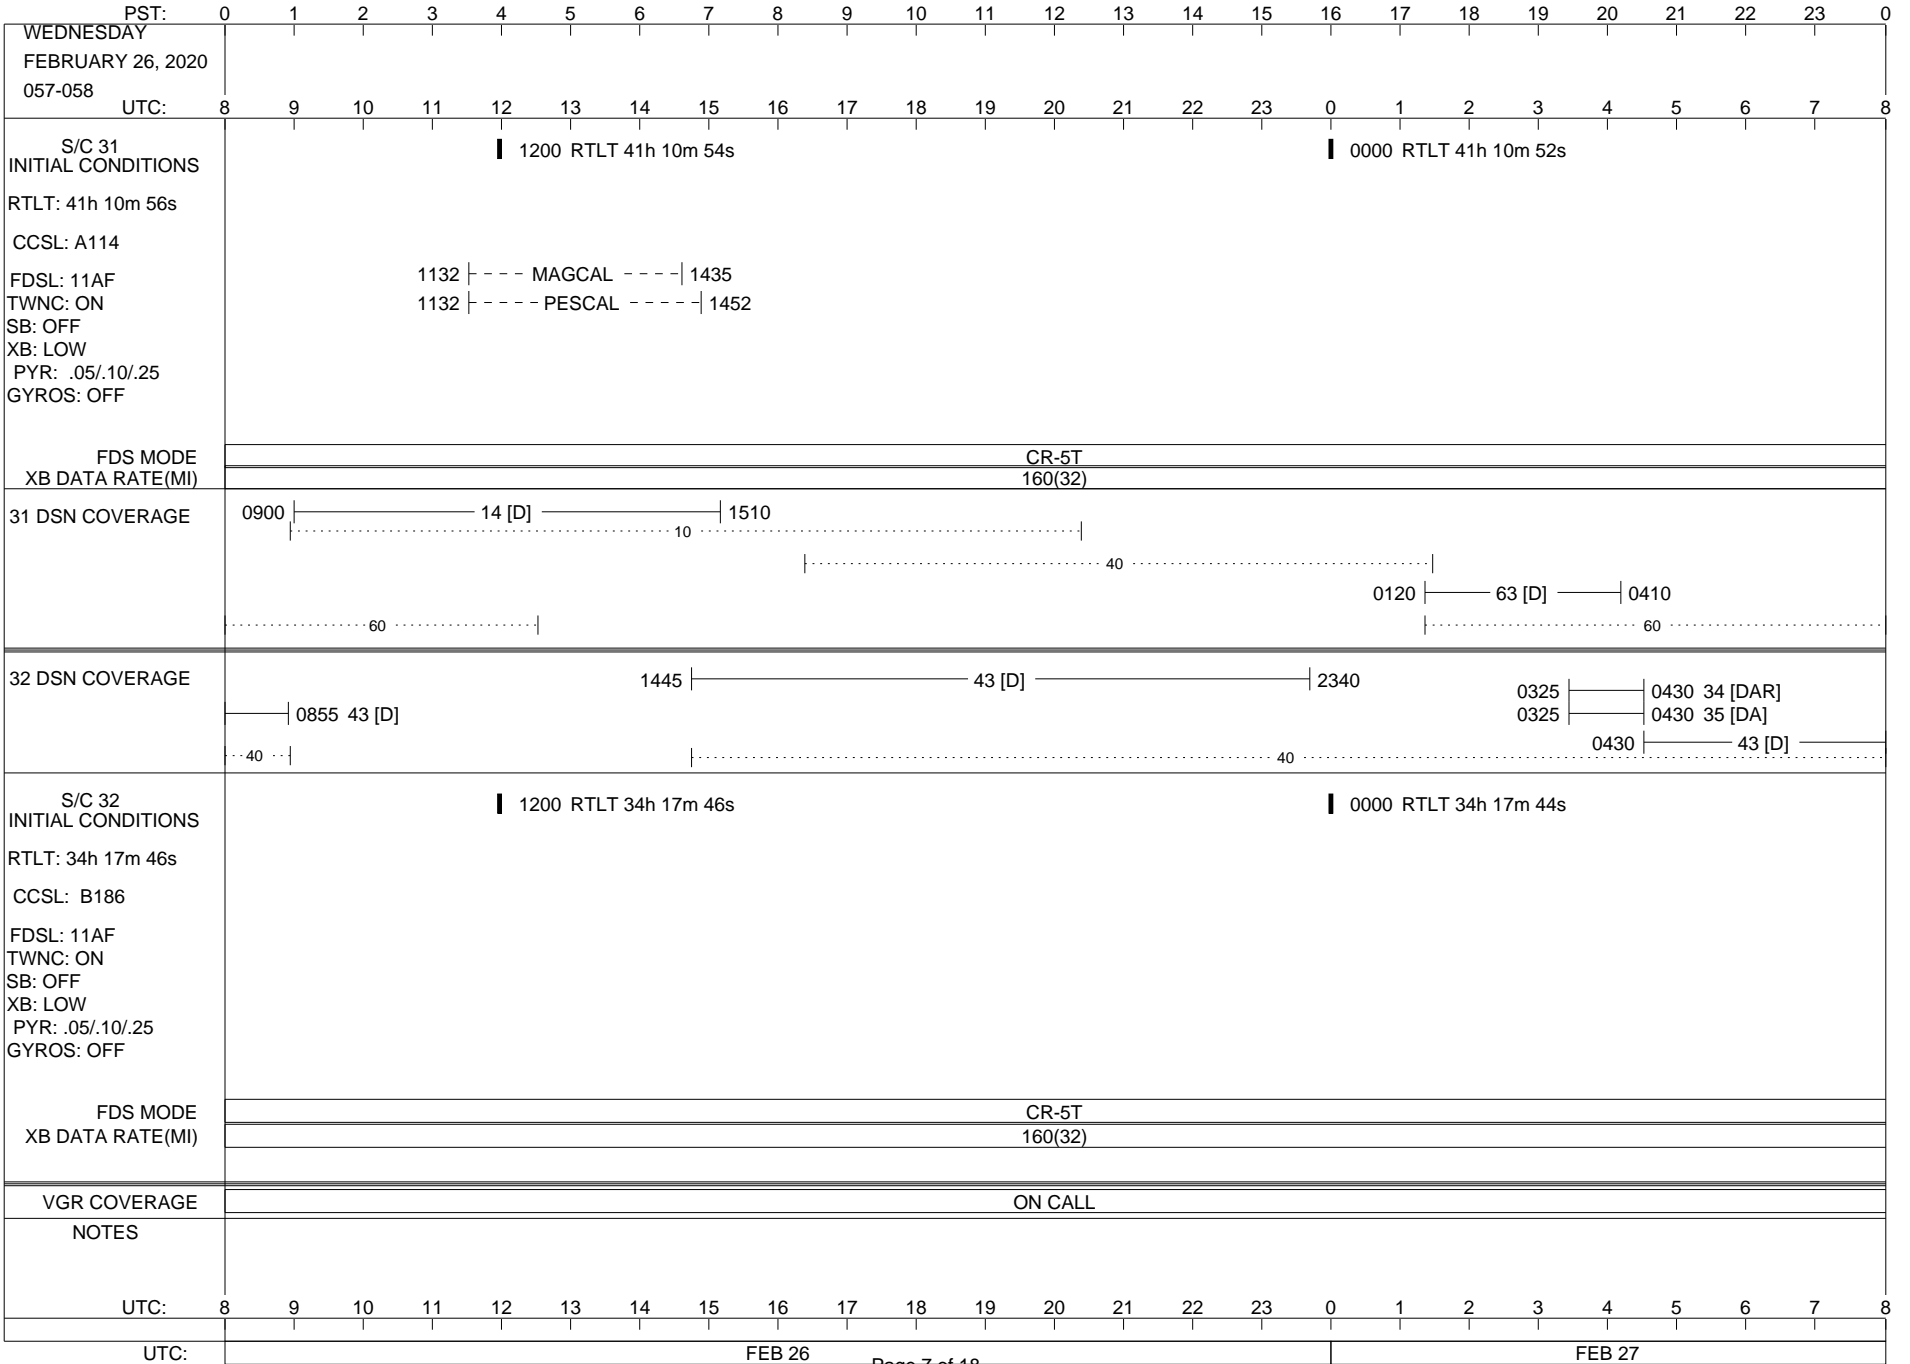 PST: 0 1 2 3 4 5 6 7 8 9 10 11 12 13 14 15 16 17 18 19 20 21 22 23 0
WEDNESDAY
FEBRUARY 26, 2020
057-058
UTC: 8 9 10 11 12 13 14 15 16 17 18 19 20 21 22 23 0 1 2 3 4 5 6 7 8
S/C 31
INITIAL CONDITIONS
1200 RTLT 41h 10m 54s
0000 RTLT 41h 10m 52s
RTLT: 41h 10m 56s
CCSL: A114
FDSL: 11AF
TWNC: ON
SB: OFF
XB: LOW
PYR: .05/.10/.25
GYROS: OFF
1132 MAGCAL 1435
1132 PESCAL 1452
FDS MODE CR-5T
XB DATA RATE(MI) 160(32)
31 DSN COVERAGE
0900 14 [D] 1510
10
40
0120 63 [D] 0410
60 60
32 DSN COVERAGE
1445 43 [D] 2340
0325 0430 34 [DAR]
0855 43 [D]
0325 0430 35 [DA]
0430 43 [D]
40 40
S/C 32
INITIAL CONDITIONS
1200 RTLT 34h 17m 46s
0000 RTLT 34h 17m 44s
RTLT: 34h 17m 46s
CCSL: B186
FDSL: 11AF
TWNC: ON
SB: OFF
XB: LOW
PYR: .05/.10/.25
GYROS: OFF
FDS MODE CR-5T
XB DATA RATE(MI) 160(32)
VGR COVERAGE ON CALL
NOTES
UTC: 8 9 10 11 12 13 14 15 16 17 18 19 20 21 22 23 0 1 2 3 4 5 6 7 8
UTC: FEB 26 FEB 27
Page 7 of 18